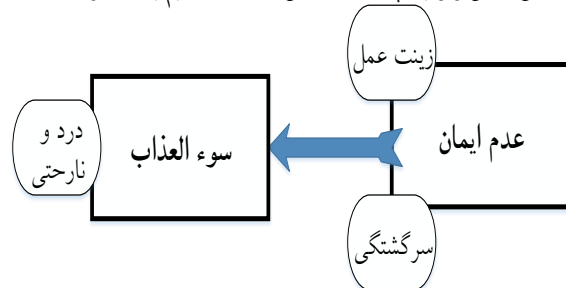 زینت عمل
عدم ایمان
سرگشتگی
سوء العذاب
درد و
نارحتی